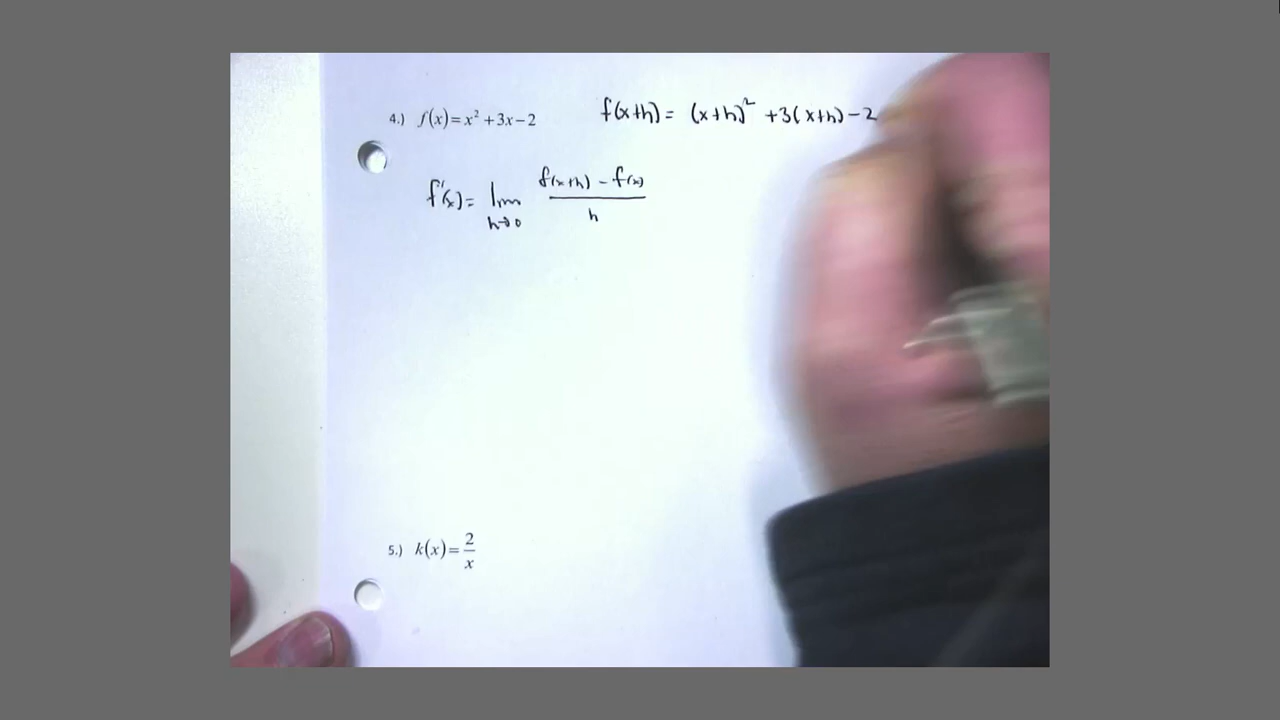 4.) f(x)=x²+3x−2 f(x+h) = (x+h)² +3(x+h)−2
f'(x)= lim h→0 f(x+h) − f(x) / h
5.) k(x)= 2/x